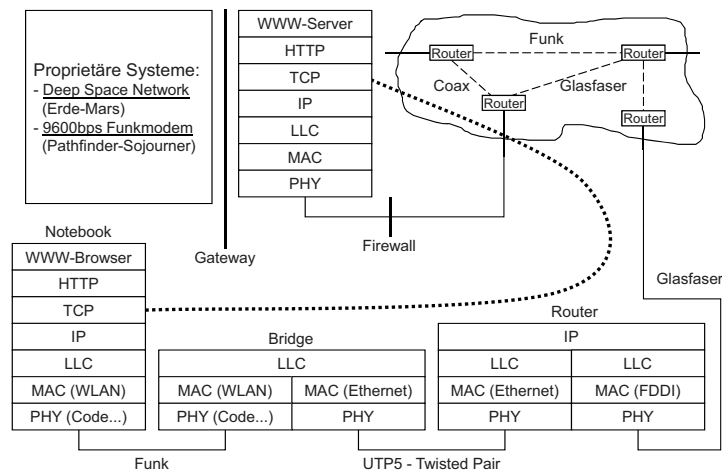 Proprietäre Systeme:
- Deep Space Network
(Erde-Mars)
- 9600bps Funkmodem
(Pathfinder-Sojourner)
WWW-Server
HTTP
TCP
IP
LLC
MAC
PHY
Gateway
Firewall
Router
Funk
Router
Coax
Glasfaser
Router
Router
Glasfaser
Notebook
WWW-Browser
HTTP
TCP
IP
LLC
MAC (WLAN)
PHY (Code...)
Funk
Bridge
LLC
MAC (WLAN) MAC (Ethernet)
PHY (Code...) PHY
UTP5 - Twisted Pair
Router
IP
LLC LLC
MAC (Ethernet) MAC (FDDI)
PHY PHY